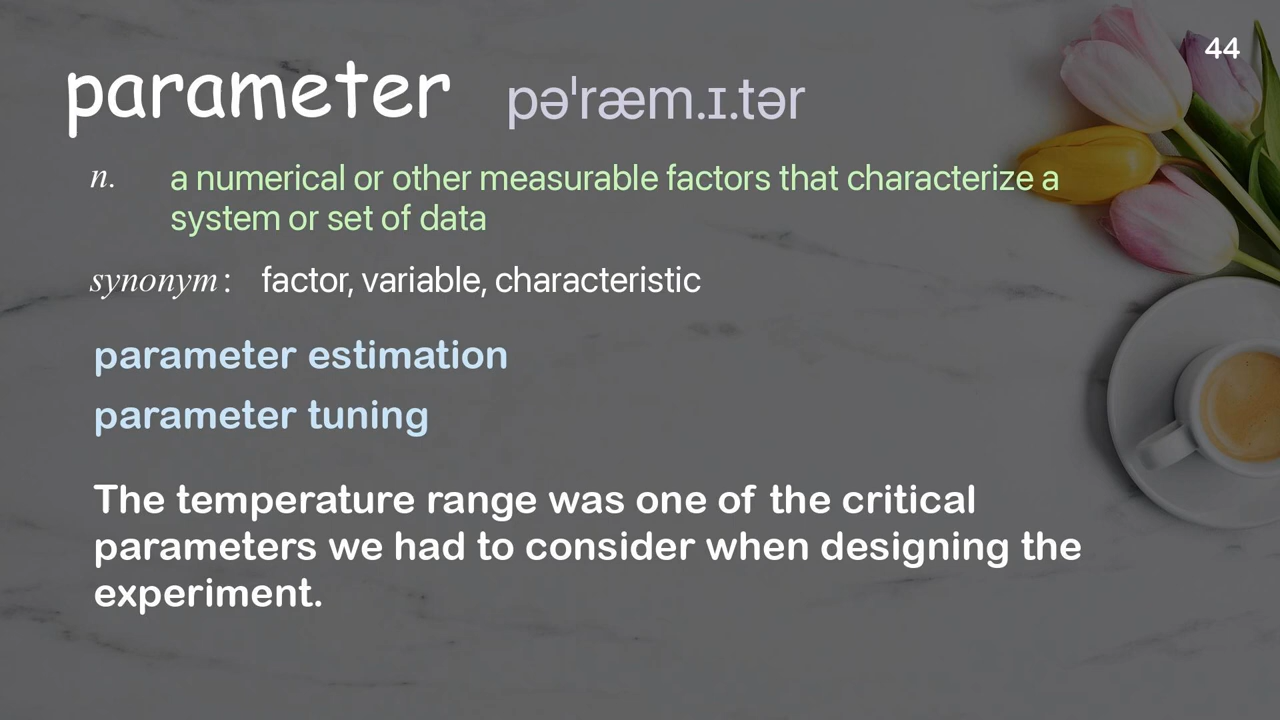 44
parameter pəˈræm.ɪ.tər
n. a numerical or other measurable factors that characterize a
system or set of data
synonym: factor, variable, characteristic
parameter estimation
parameter tuning
The temperature range was one of the critical
parameters we had to consider when designing the
experiment.